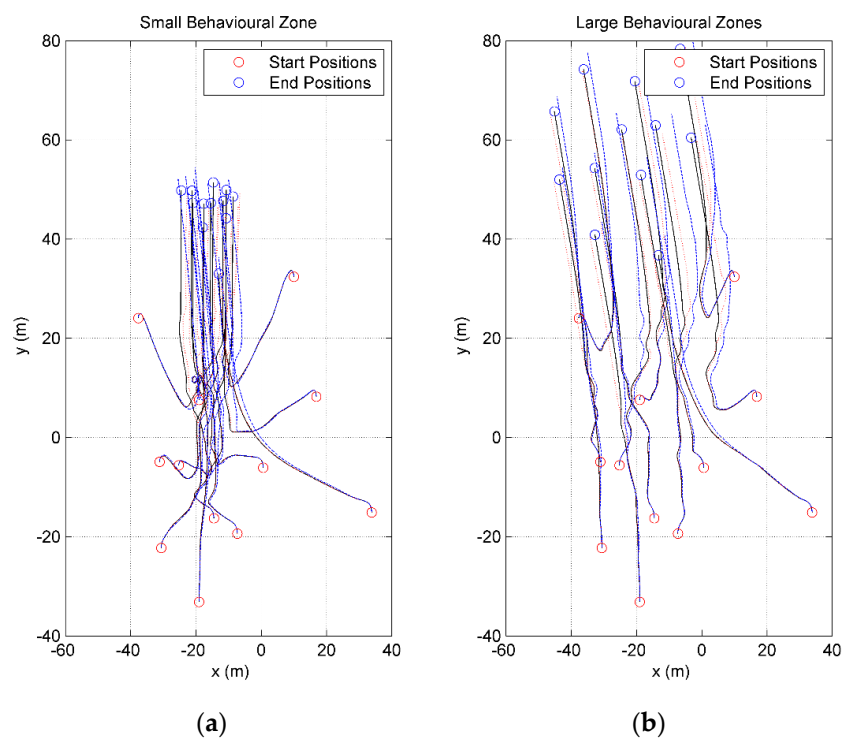 Small Behavioural Zone
Start Positions
End Positions
80
60
40
20
0
-20
-40
-60
-40
-20
0
20
40
y (m)
x (m)
(a)
Large Behavioural Zones
Start Positions
End Positions
80
60
40
20
0
-20
-40
-60
-40
-20
0
20
40
y (m)
x (m)
(b)